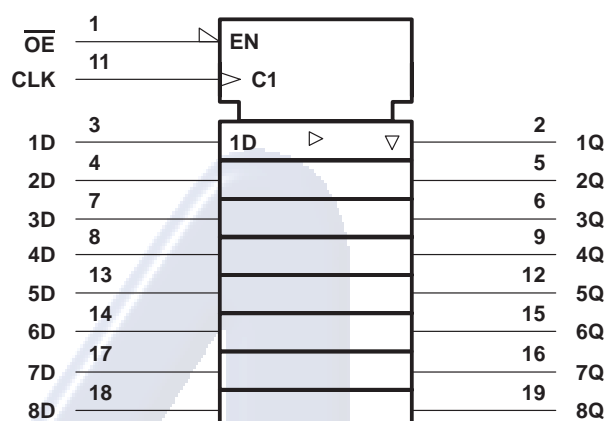 OE 1 EN
CLK 11 C1
1D 3 1D 2 1Q
2D 4 5 2Q
3D 7 6 3Q
4D 8 9 4Q
5D 13 12 5Q
6D 14 15 6Q
7D 17 16 7Q
8D 18 19 8Q